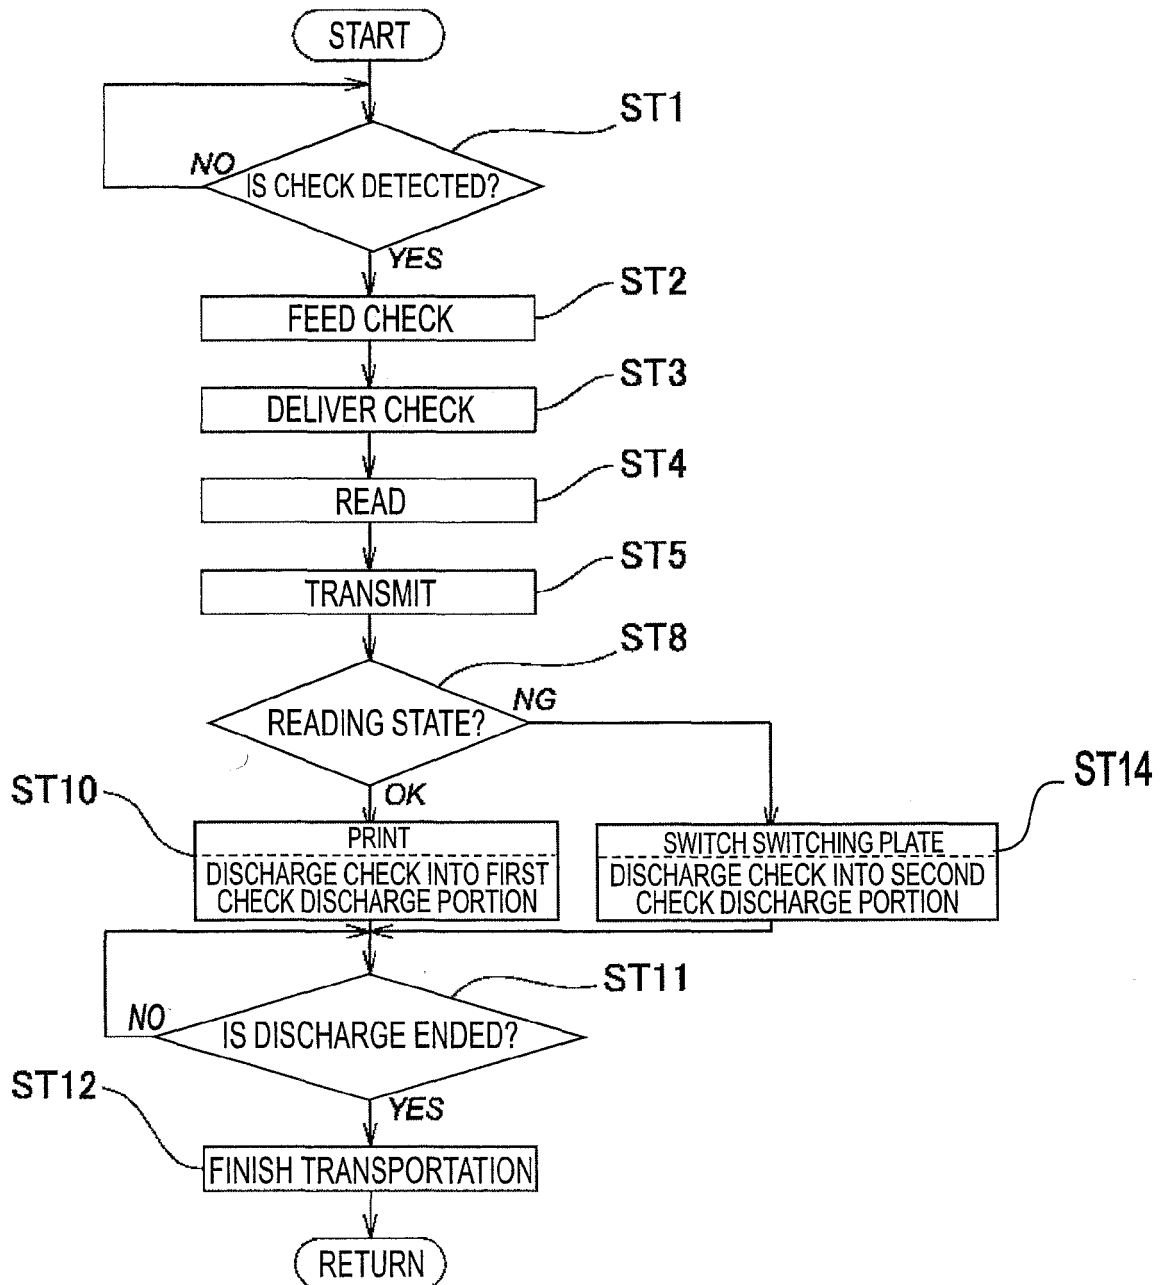 START
ST1
NO
IS CHECK DETECTED?
YES
ST2
FEED CHECK
ST3
DELIVER CHECK
ST4
READ
ST5
TRANSMIT
ST8
NG
READING STATE?
ST10
OK
ST14
PRINT
DISCHARGE CHECK INTO FIRST
CHECK DISCHARGE PORTION
SWITCH SWITCHING PLATE
DISCHARGE CHECK INTO SECOND
CHECK DISCHARGE PORTION
ST11
NO
IS DISCHARGE ENDED?
ST12
YES
FINISH TRANSPORTATION
RETURN